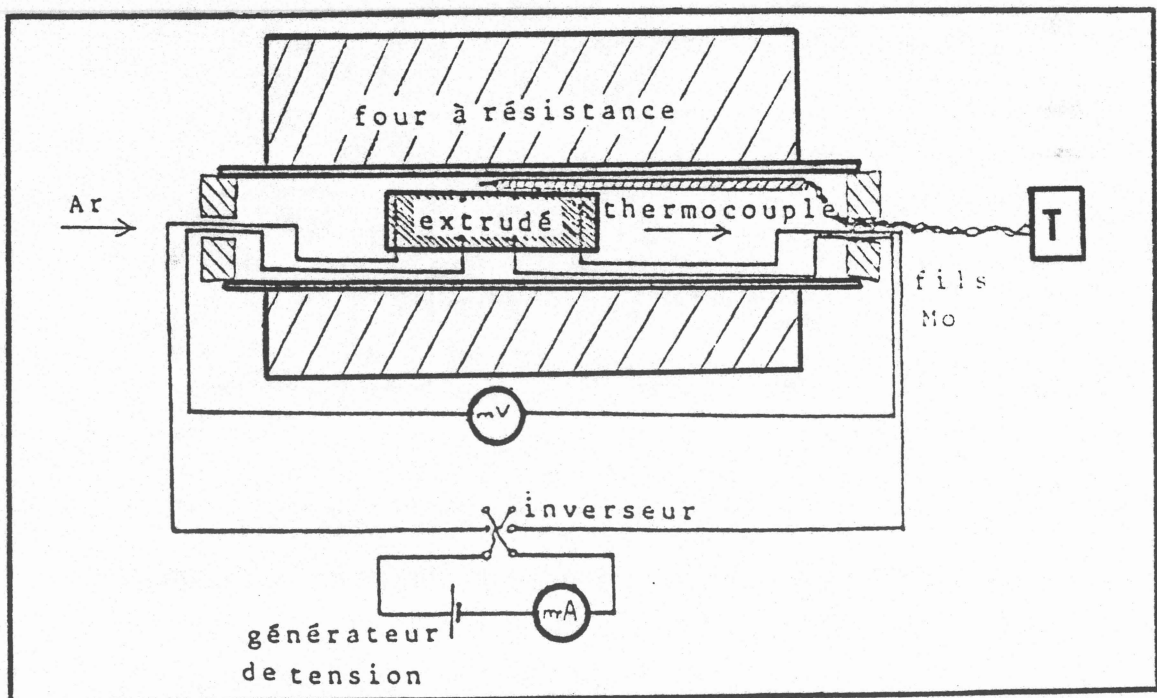 four à résistance
Ar
extrudé
thermocouple
T
fils
Mo
mV
inverseur
mA
générateur
de tension